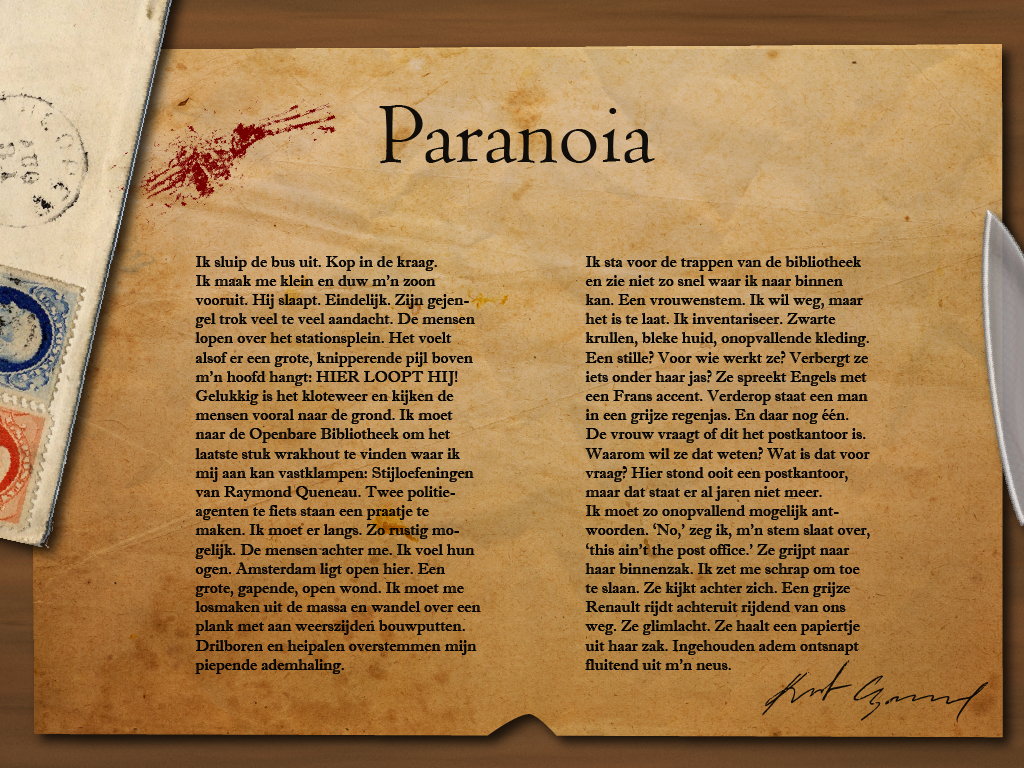 Paranoia
Ik sluip de bus uit. Kop in de kraag.
Ik maak me klein en duw m’n zoon
vooruit. Hij slaapt. Eindelijk. Zijn gejen-
gel trok veel te veel aandacht. De mensen
lopen over het stationsplein. Het voelt
alsof er een grote, knipperende pijl boven
m’n hoofd hangt: HIER LOOPT HIJ!
Gelukkig is het kloteweer en kijken de
mensen vooral naar de grond. Ik moet
naar de Openbare Bibliotheek om het
laatste stuk wrakhout te vinden waar ik
mij aan kan vastklampen: Stijloefeningen
van Raymond Queneau. Twee politie-
agenten te fiets staan een praatje te
maken. Ik moet er langs. Zo rustig mo-
gelijk. De mensen achter me. Ik voel hun
ogen. Amsterdam ligt open hier. Een
grote, gapende, open wond. Ik moet me
losmaken uit de massa en wandel over een
plank met aan weerszijden bouwputten.
Drilboren en heipalen overstemmen mijn
piepende ademhaling.
Ik sta voor de trappen van de bibliotheek
en zie niet zo snel waar ik naar binnen
kan. Een vrouwenstem. Ik wil weg, maar
het is te laat. Ik inventariseer. Zwarte
krullen, bleke huid, onopvallende kleding.
Een stille? Voor wie werkt ze? Verbergt ze
iets onder haar jas? Ze spreekt Engels met
een Frans accent. Verderop staat een man
in een grijze regenjas. En daar nog één.
De vrouw vraagt of dit het postkantoor is.
Waarom wil ze dat weten? Wat is dat voor
vraag? Hier stond ooit een postkantoor,
maar dat staat er al jaren niet meer.
Ik moet zo onopvallend mogelijk ant-
woorden. ‘No,’ zeg ik, m’n stem slaat over,
‘this ain’t the post office.’ Ze grijpt naar
haar binnenzak. Ik zet me schrap om toe
te slaan. Ze kijkt achter zich. Een grijze
Renault rijdt achteruit rijdend van ons
weg. Ze glimlacht. Ze haalt een papiertje
uit haar zak. Ingehouden adem ontsnapt
fluitend uit m’n neus.